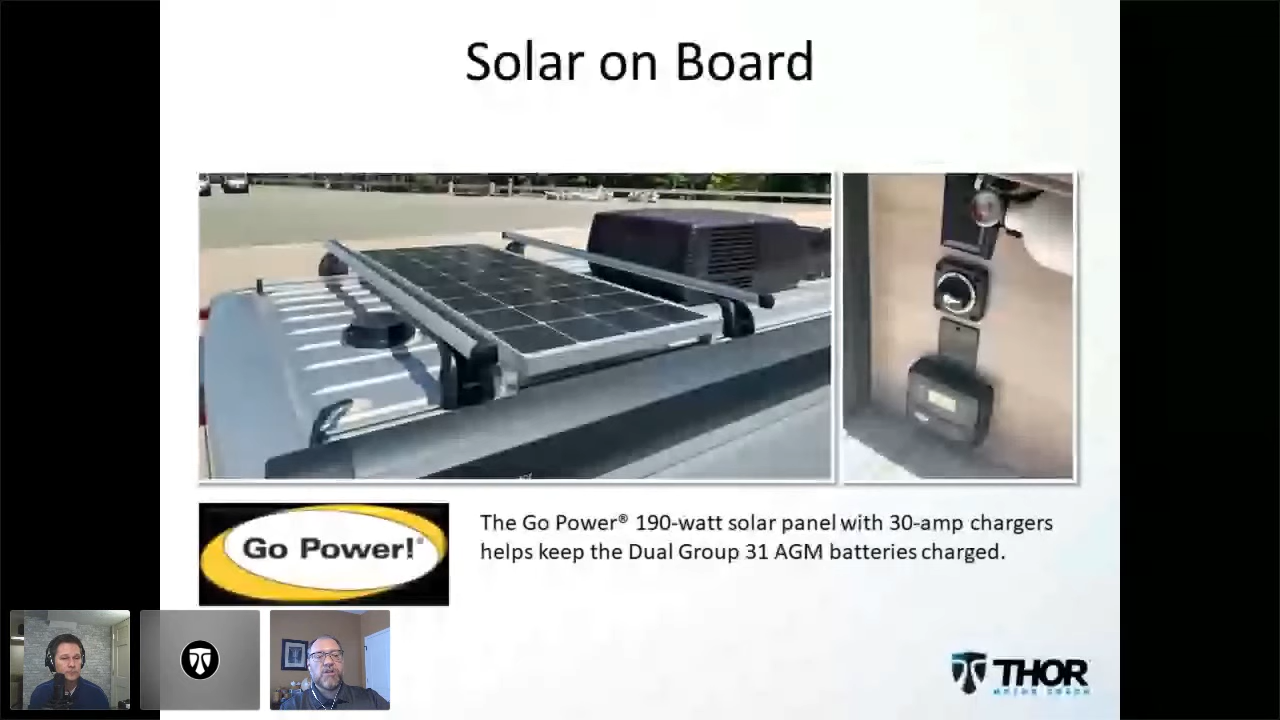 Solar on Board
Go Power!®
The Go Power® 190-watt solar panel with 30-amp chargers
helps keep the Dual Group 31 AGM batteries charged.
THOR
MOTOR COACH